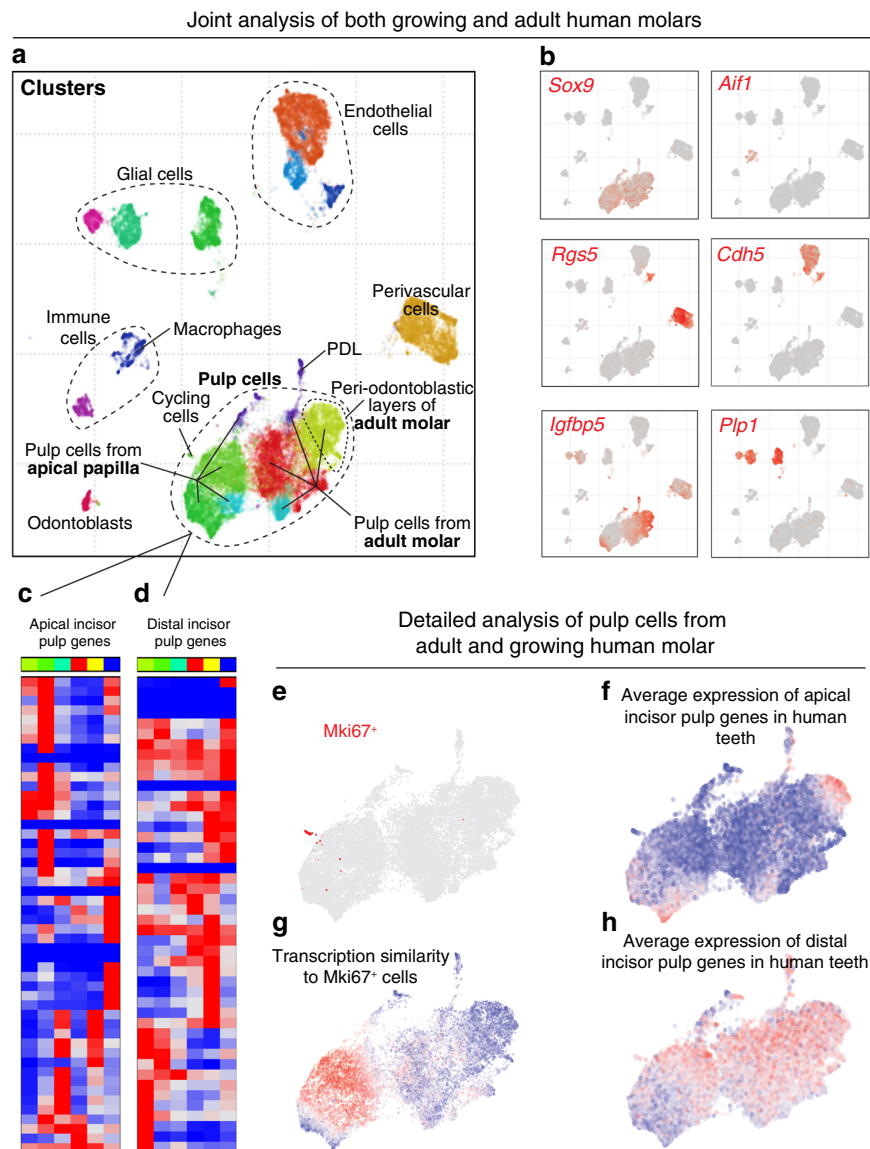 Joint analysis of both growing and adult human molars
a
Clusters
Endothelial
cells
Glial cells
Perivascular
cells
Immune
cells
Macrophages
PDL
Pulp cells
Cycling
cells
Peri-odontoblastic
layers of
adult molar
Pulp cells from
apical papilla
Odontoblasts
Pulp cells from
adult molar
b
Sox9
Aif1
Rgs5
Cdh5
Igfbp5
Plp1
c
Apical incisor
pulp genes
d
Distal incisor
pulp genes
Detailed analysis of pulp cells from
adult and growing human molar
e
Mki67+
f
Average expression of apical
incisor pulp genes in human
teeth
g
Transcription similarity
to Mki67+ cells
h
Average expression of distal
incisor pulp genes in human teeth